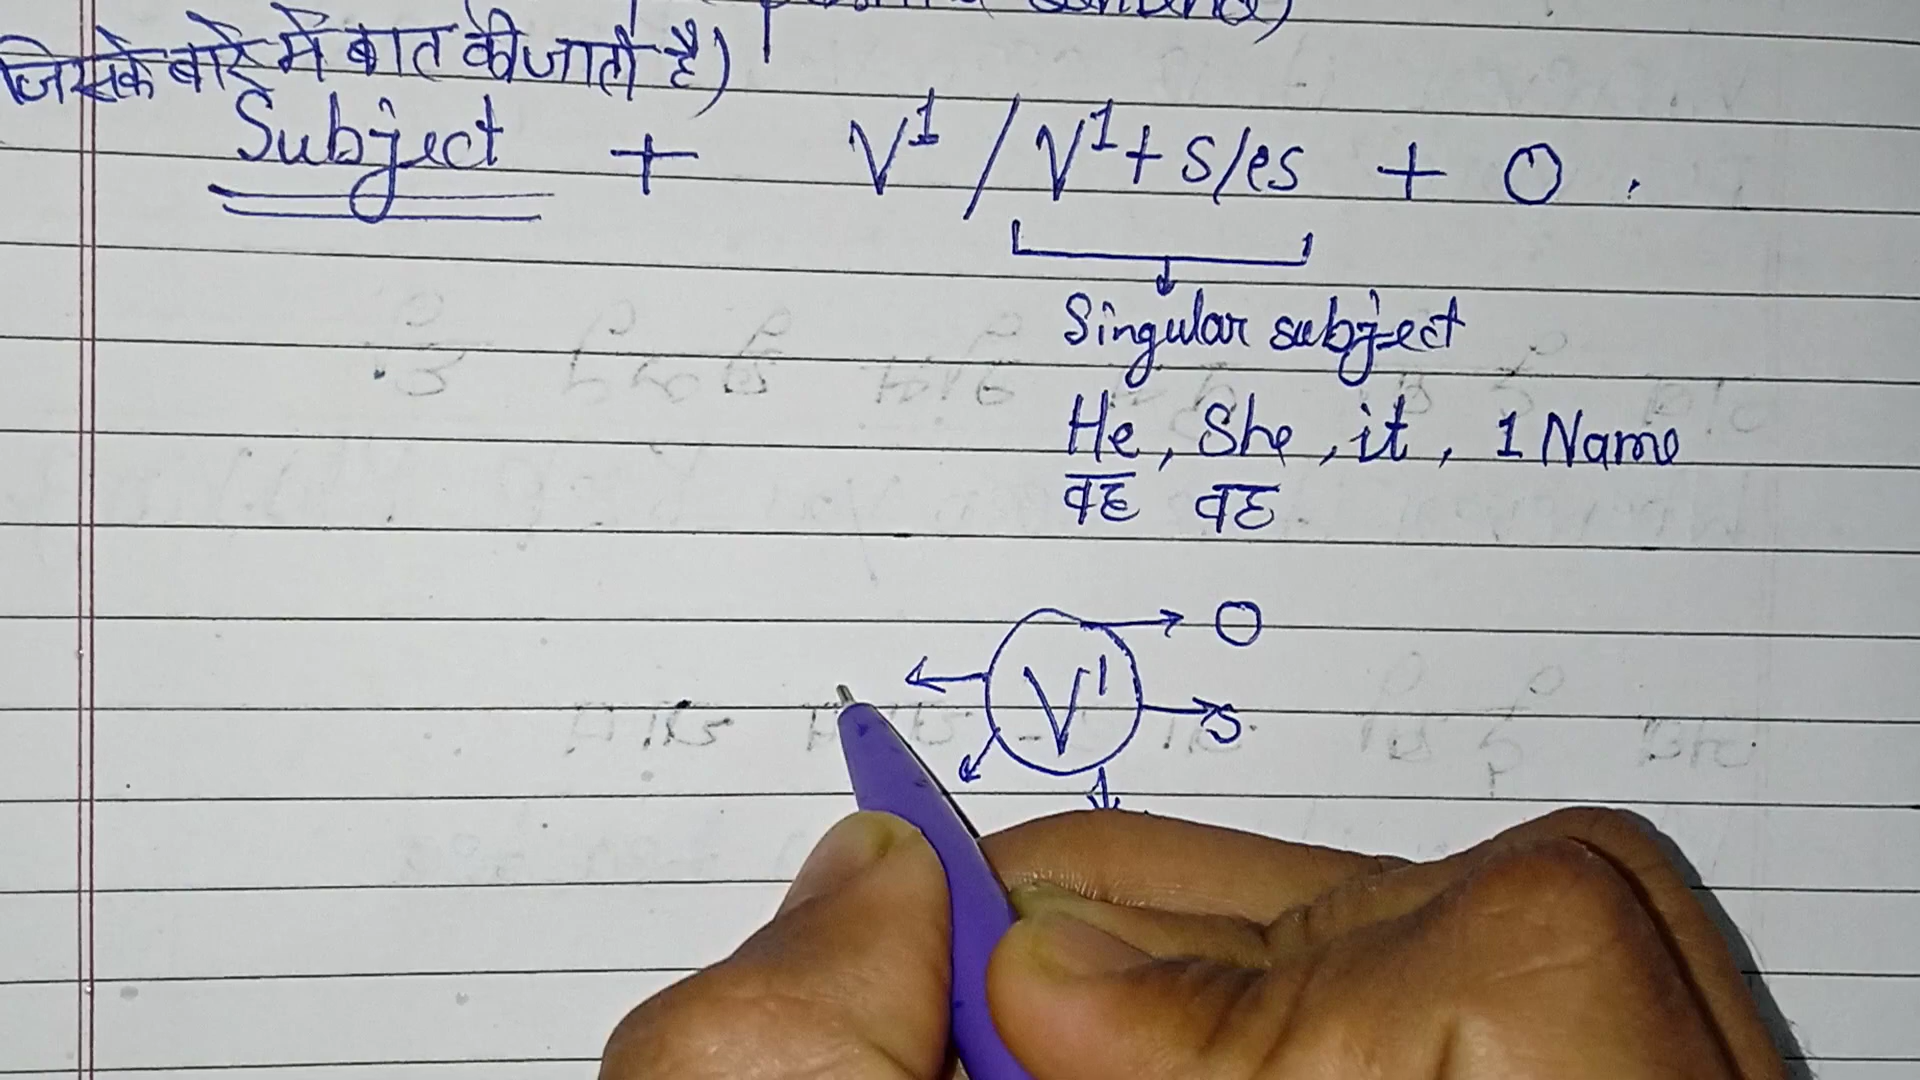 जिसके बारे में बात की जाती है)
Subject + V¹ / V¹ + s/es + O .
Singular subject
He, She, it, 1 Name
वह वह
O
V¹
S